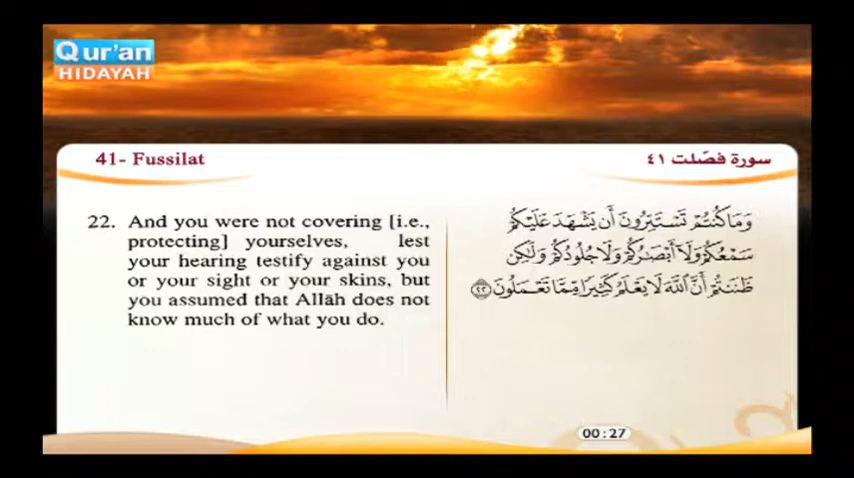 Qur'an
HIDAYAH
41- Fussilat
سورة فصّلت ٤١
22. And you were not covering [i.e.,
protecting] yourselves, lest
your hearing testify against you
or your sight or your skins, but
you assumed that Allāh does not
know much of what you do.
وَمَا كُنتُمْ تَسْتَتِرُونَ أَن يَشْهَدَ عَلَيْكُمْ
سَمْعُكُمْ وَلَآ أَبْصَٰرُكُمْ وَلَا جُلُودُكُمْ وَلَٰكِن
ظَنَنتُمْ أَنَّ ٱللَّهَ لَا يَعْلَمُ كَثِيرًا مِّمَّا تَعْمَلُونَ ٢٢
00:27